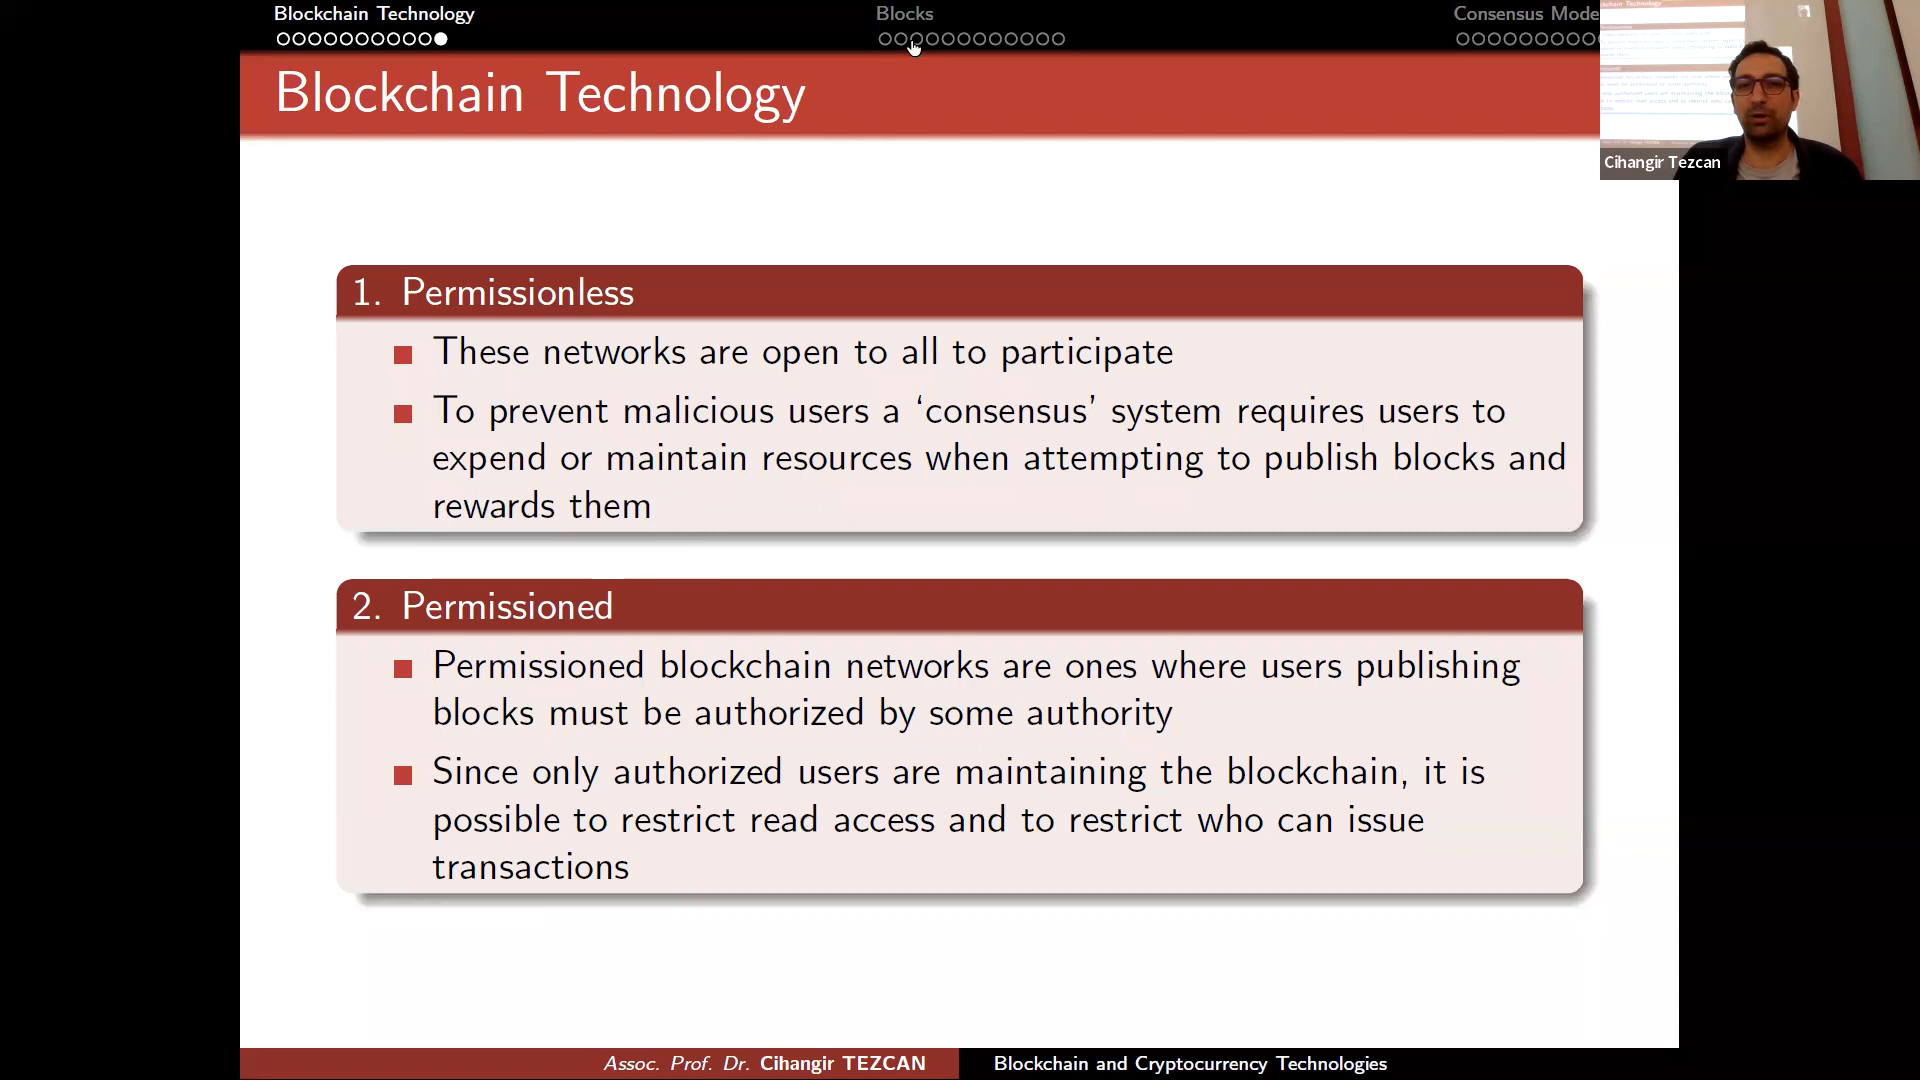 Blockchain Technology
Blocks
Consensus Mode
Blockchain Technology
Cihangir Tezcan
1. Permissionless
These networks are open to all to participate
To prevent malicious users a ‘consensus’ system requires users to
expend or maintain resources when attempting to publish blocks and
rewards them
2. Permissioned
Permissioned blockchain networks are ones where users publishing
blocks must be authorized by some authority
Since only authorized users are maintaining the blockchain, it is
possible to restrict read access and to restrict who can issue
transactions
Assoc. Prof. Dr. Cihangir TEZCAN
Blockchain and Cryptocurrency Technologies